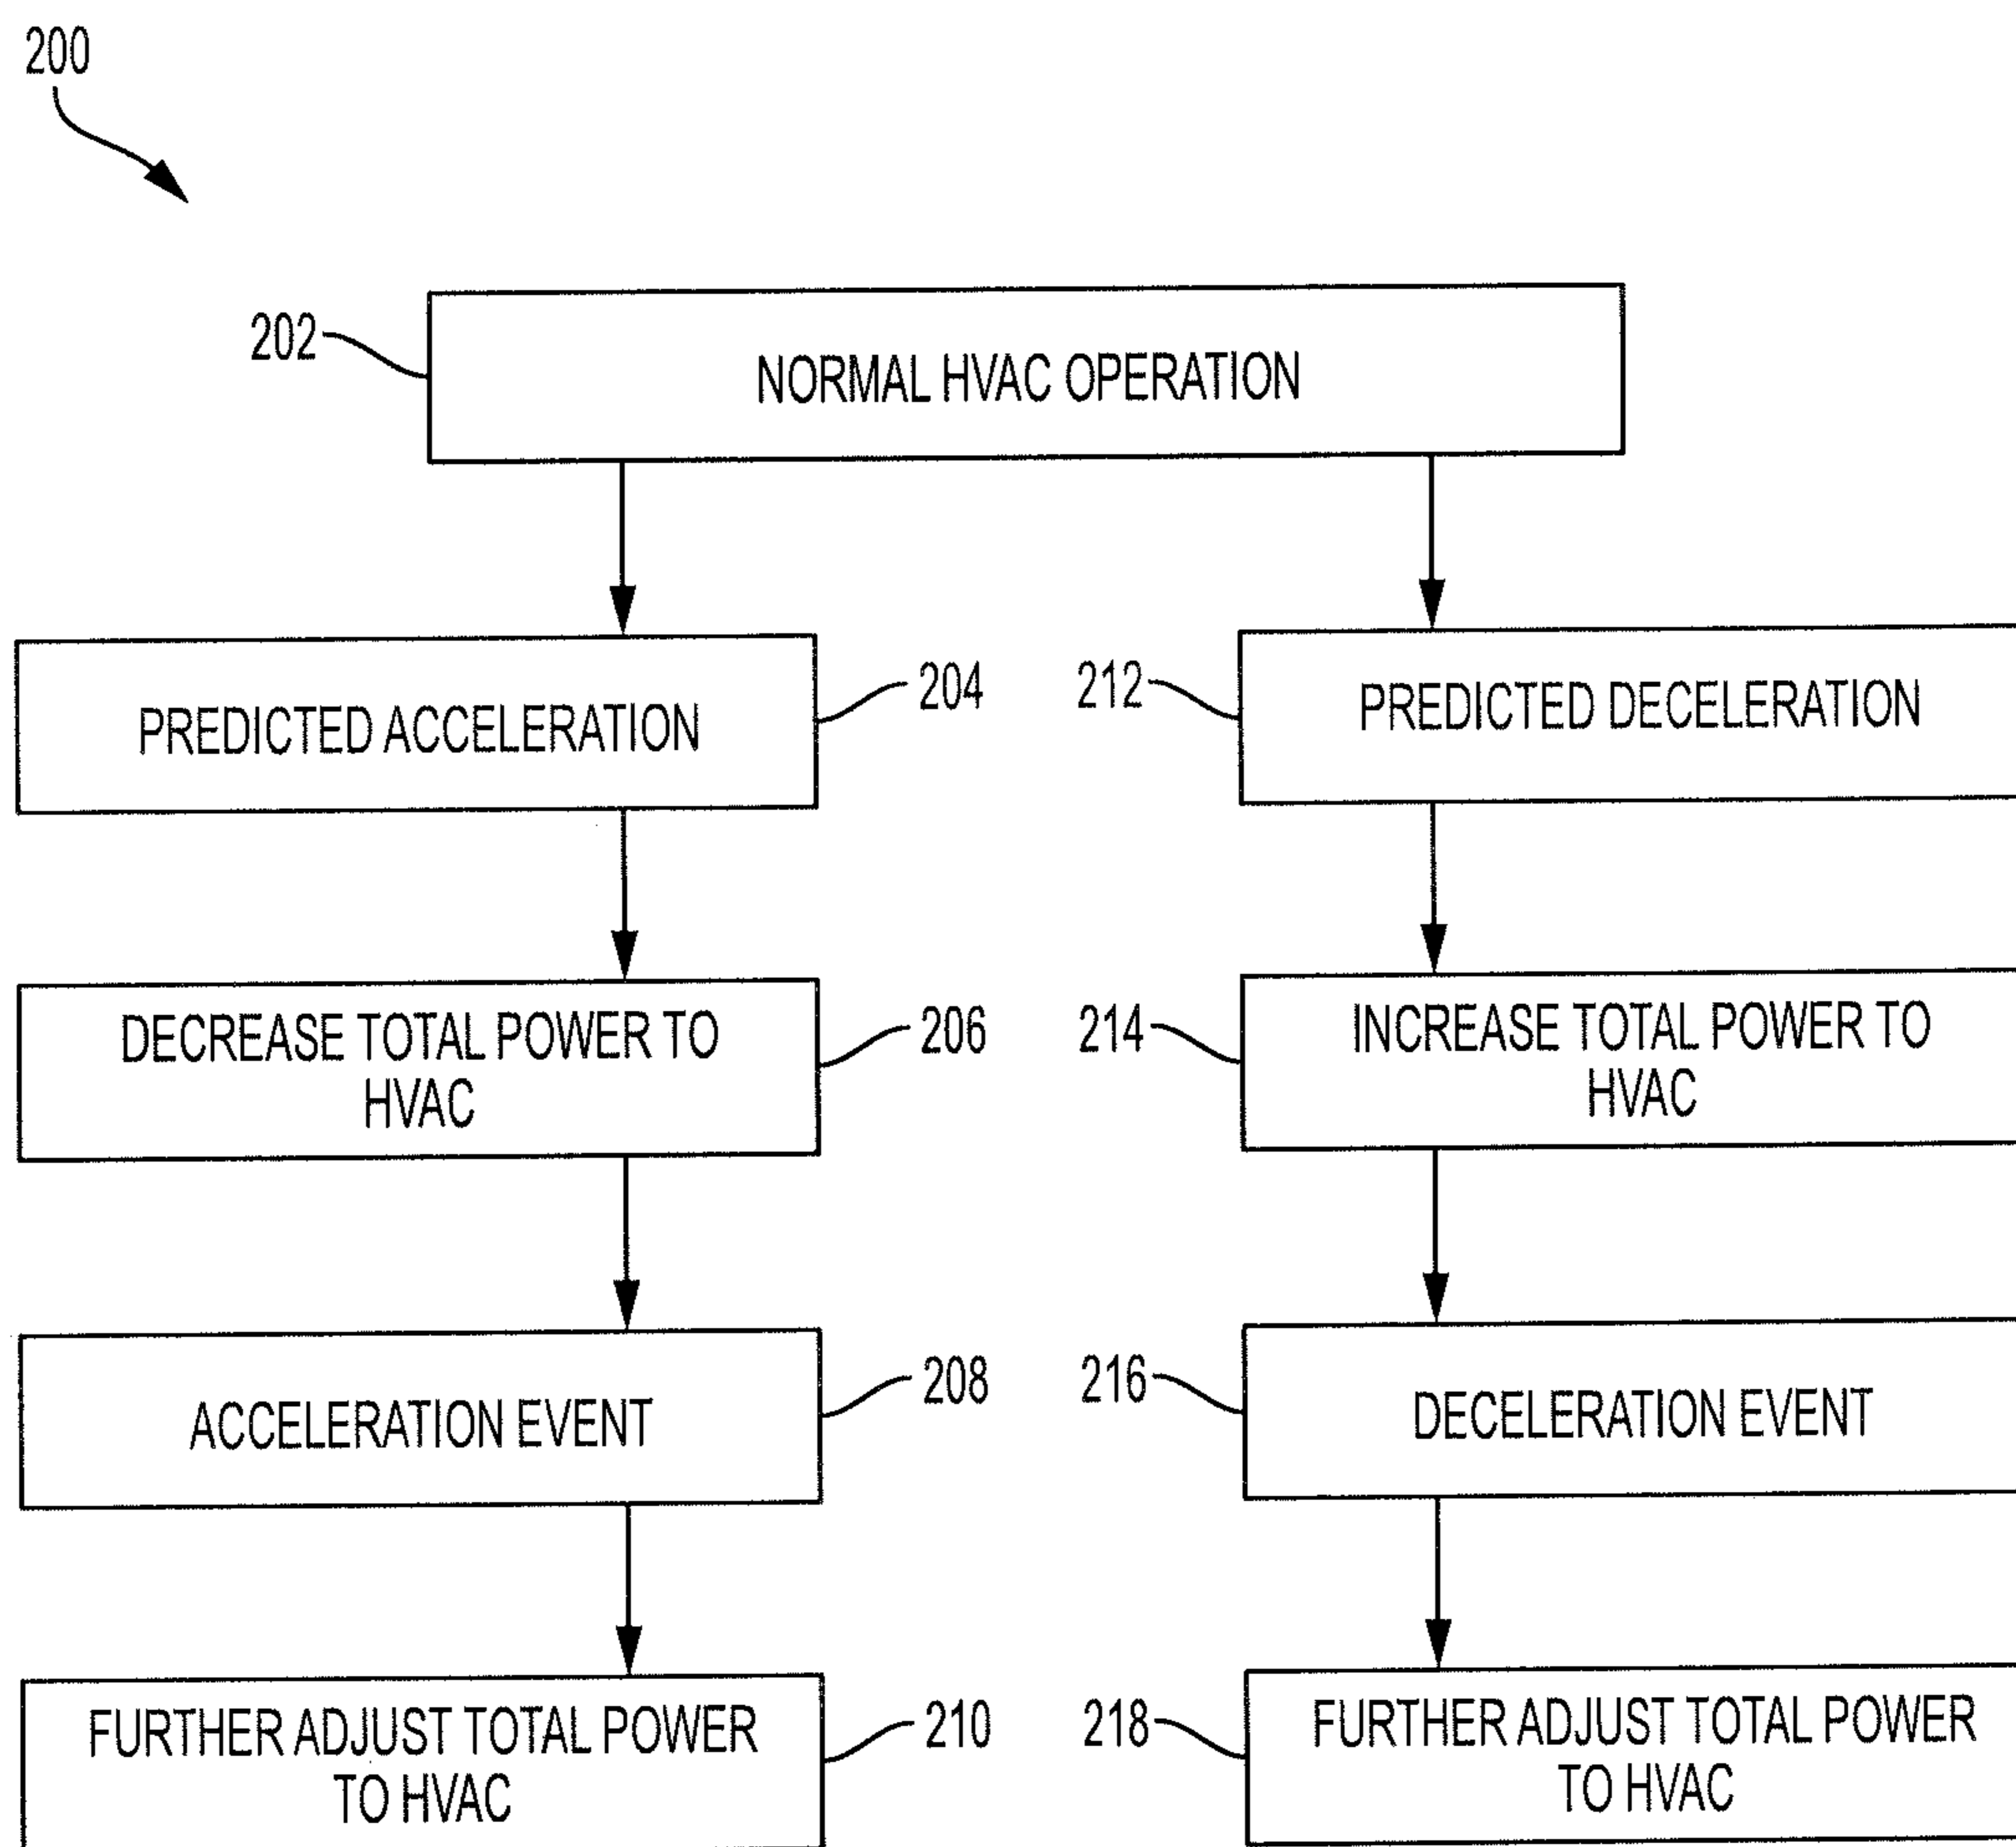 200
202
NORMAL HVAC OPERATION
PREDICTED ACCELERATION
204
212
PREDICTED DECELERATION
DECREASE TOTAL POWER TO
HVAC
206
214
INCREASE TOTAL POWER TO
HVAC
ACCELERATION EVENT
208
216
DECELERATION EVENT
FURTHER ADJUST TOTAL POWER
TO HVAC
210
218
FURTHER ADJUST TOTAL POWER
TO HVAC